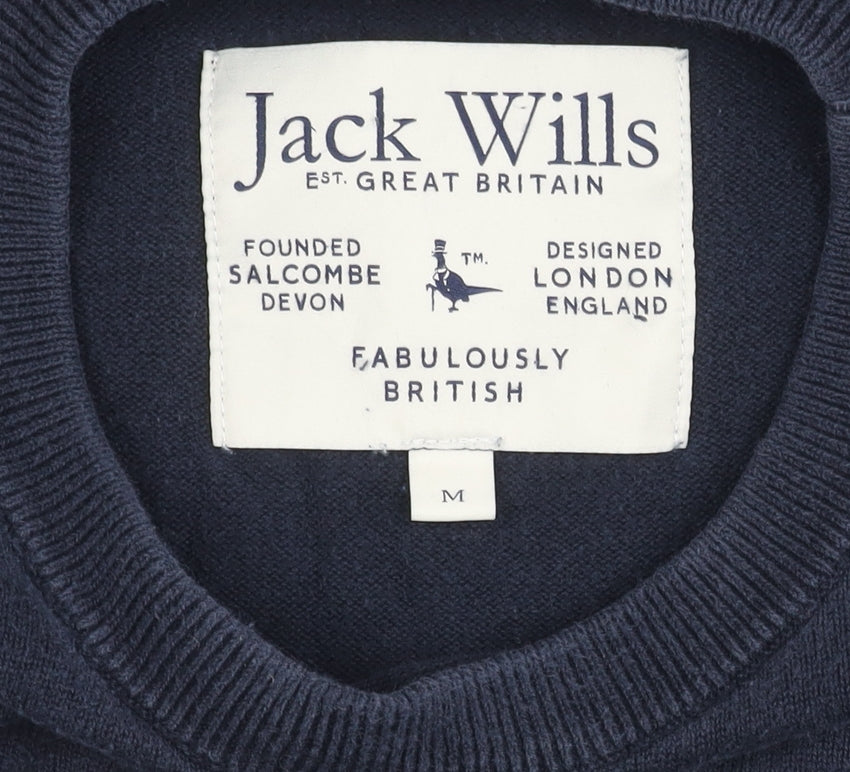 Jack Wills
EST. GREAT BRITAIN
FOUNDED
SALCOMBE
DEVON
TM.
DESIGNED
LONDON
ENGLAND
FABULOUSLY
BRITISH
M